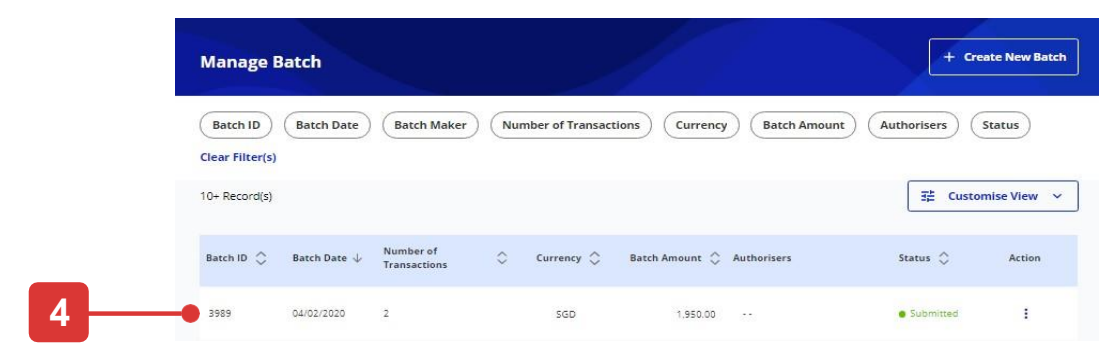 Manage Batch
+ Create New Batch
Batch ID Batch Date Batch Maker Number of Transactions Currency Batch Amount Authorisers Status
Clear Filter(s)
10+ Record(s)
Customise View
Batch ID Batch Date Number of Transactions Currency Batch Amount Authorisers Status Action
4
3989 04/02/2020 2 SGD 1,950.00 -- Submitted